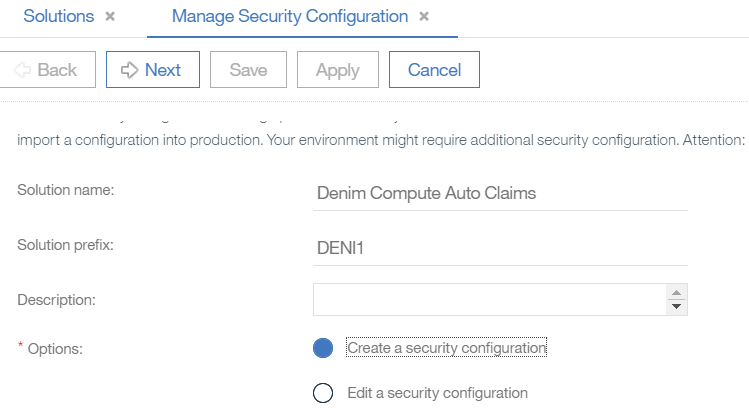 Solutions ×
Manage Security Configuration ×
Back Next Save Apply Cancel
import a configuration into production. Your environment might require additional security configuration. Attention:
Solution name: Denim Compute Auto Claims
Solution prefix: DENI1
Description:
* Options: Create a security configuration
Edit a security configuration